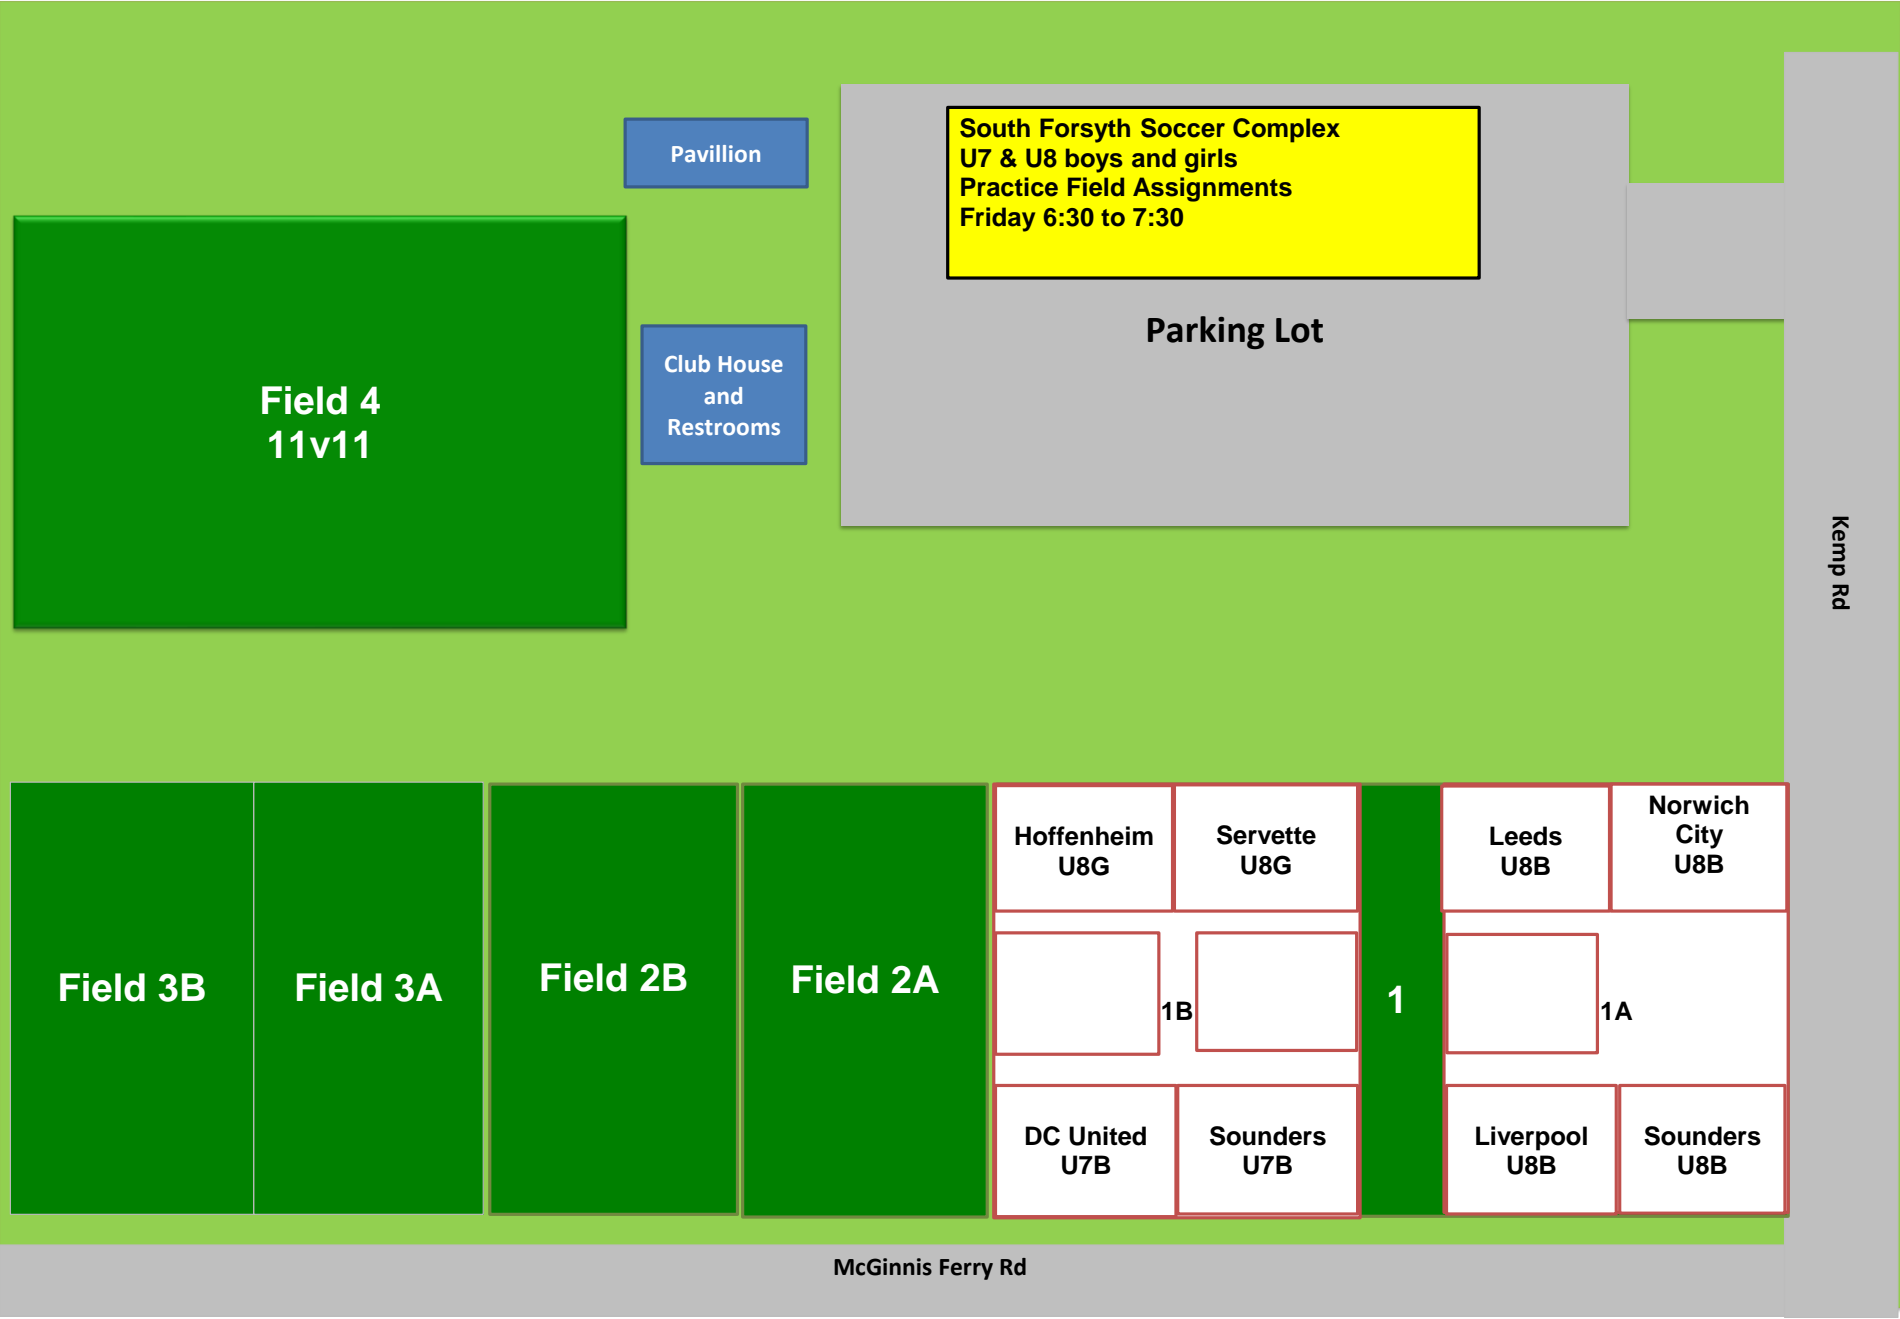 South Forsyth Soccer Complex
U7 & U8 boys and girls
Practice Field Assignments
Friday 6:30 to 7:30
Pavillion
Parking Lot
Club House
and
Restrooms
Field 4
11v11
Kemp Rd
Hoffenheim
U8G
Servette
U8G
Leeds
U8B
Norwich
City
U8B
Field 3B
Field 3A
Field 2B
Field 2A
1B
1
1A
DC United
U7B
Sounders
U7B
Liverpool
U8B
Sounders
U8B
McGinnis Ferry Rd